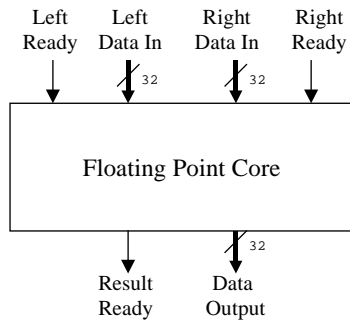 Left Ready
Left Data In
Right Data In
Right Ready
32
32
Floating Point Core
32
Result Ready
Data Output